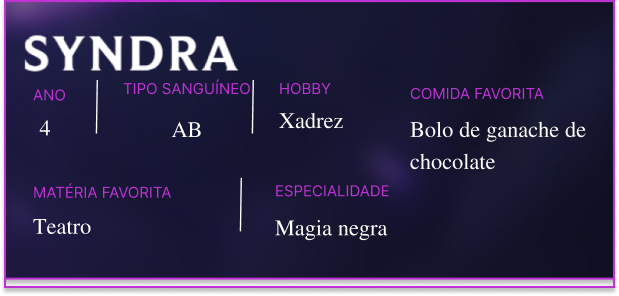 SYNDRA
ANO
4
TIPO SANGUÍNEO
AB
HOBBY
Xadrez
COMIDA FAVORITA
Bolo de ganache de
chocolate
MATÉRIA FAVORITA
Teatro
ESPECIALIDADE
Magia negra